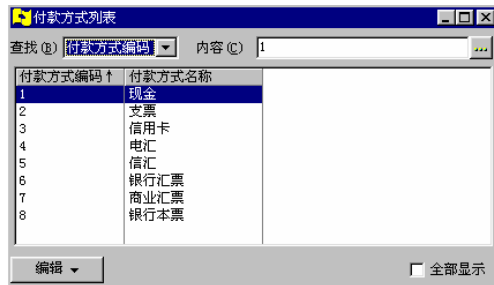 付款方式列表
查找(B) 付款方式编码 内容(C) 1 ...
付款方式编码↑ 付款方式名称
1 现金
2 支票
3 信用卡
4 电汇
5 信汇
6 银行汇票
7 商业汇票
8 银行本票
编辑 全部显示